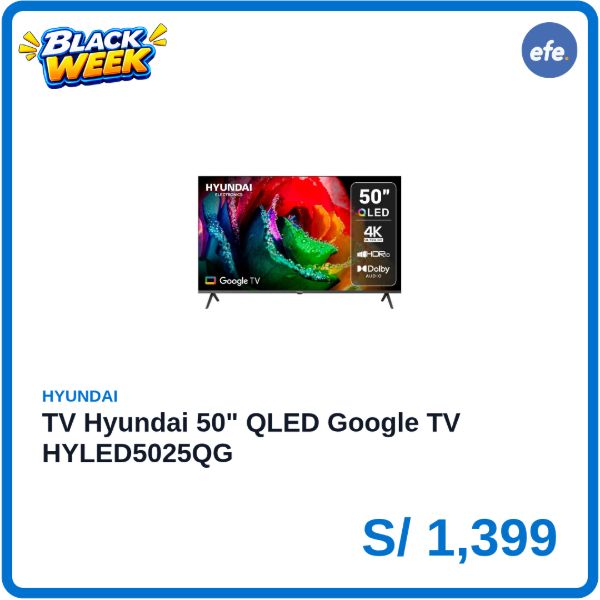 BLACK
WEEK
efe.
HYUNDAI
ELECTRONICS
50"
QLED
4K
HDR10
Dolby
AUDIO
Google TV
HYUNDAI
TV Hyundai 50" QLED Google TV
HYLED5025QG
S/ 1,399